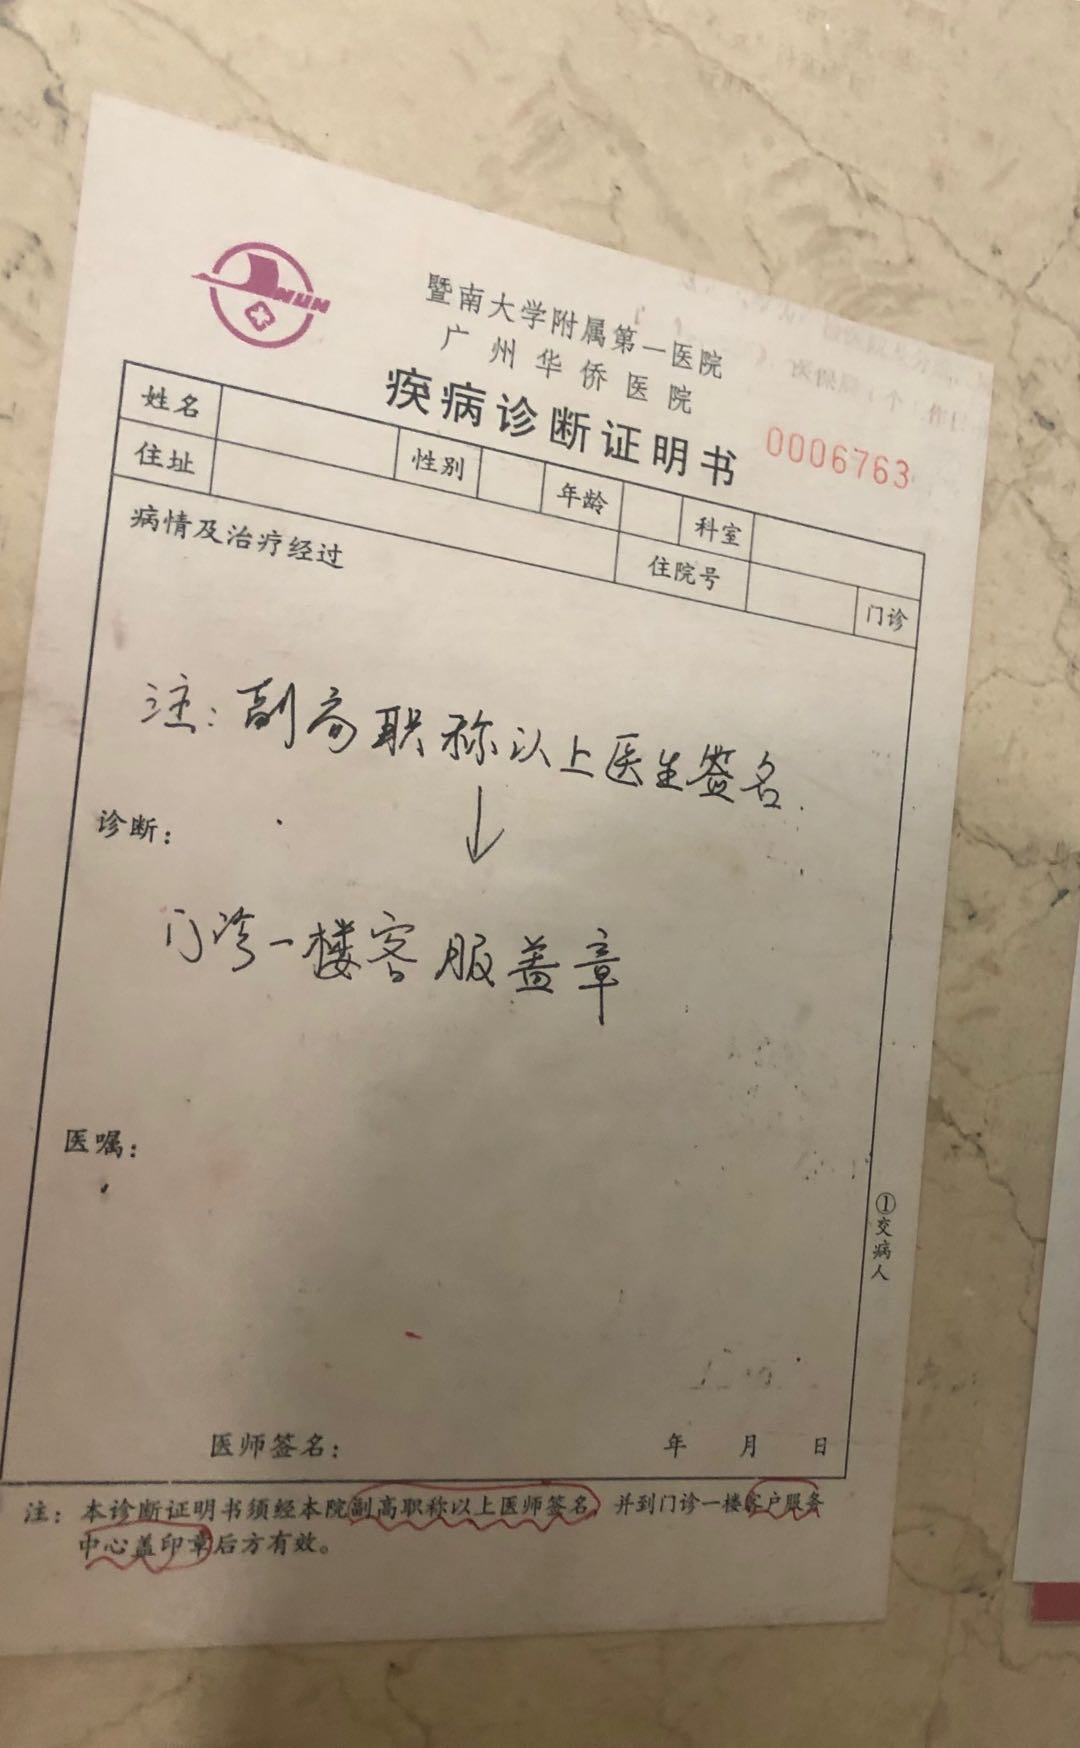 暨南大学附属第一医院
广州华侨医院
疾病诊断证明书
0006763
姓名 性别 年龄 科室
住址 住院号 门诊
病情及治疗经过
注:副高职称以上医生签名.
↓
诊断:
门诊一楼客服盖章
医嘱:
①交病人
医师签名: 年 月 日
注:本诊断证明书须经本院副高职称以上医师签名,并到门诊一楼客户服务
中心盖印章后方有效。